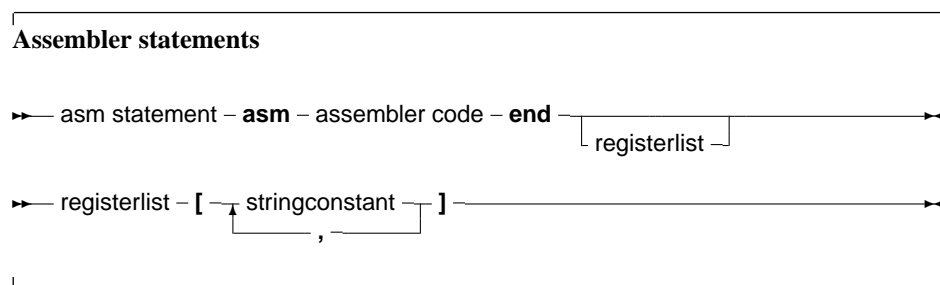 Assembler statements
asm statement – asm – assembler code – end
registerlist
registerlist – [ stringconstant ]
,